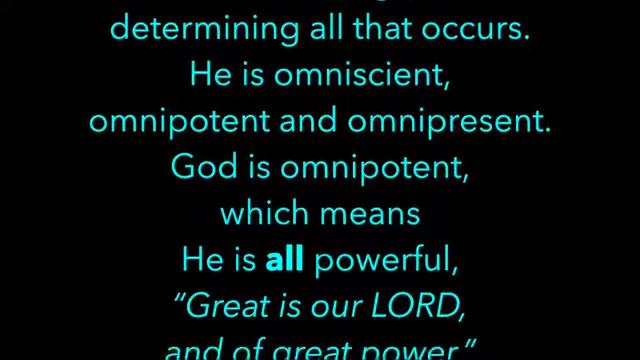 determining all that occurs.
He is omniscient,
omnipotent and omnipresent.
God is omnipotent,
which means
He is all powerful,
“Great is our LORD,
and of great power.”